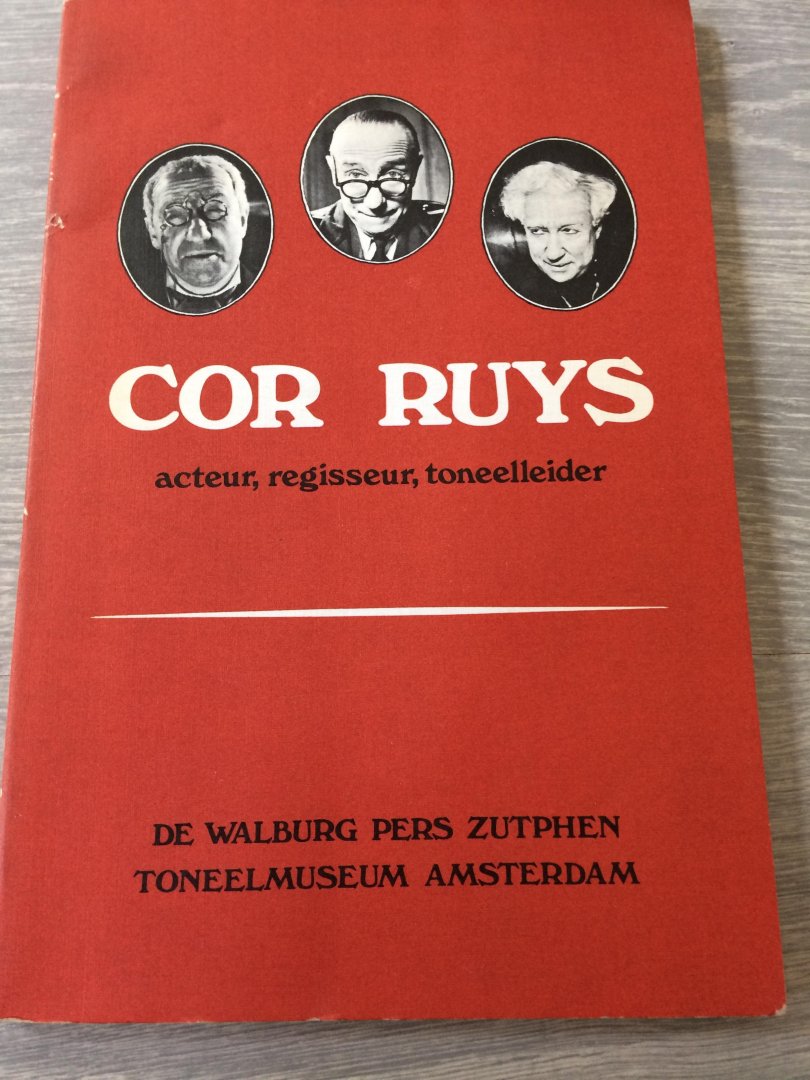 COR RUYS
acteur, regisseur, toneelleider
DE WALBURG PERS ZUTPHEN
TONEELMUSEUM AMSTERDAM